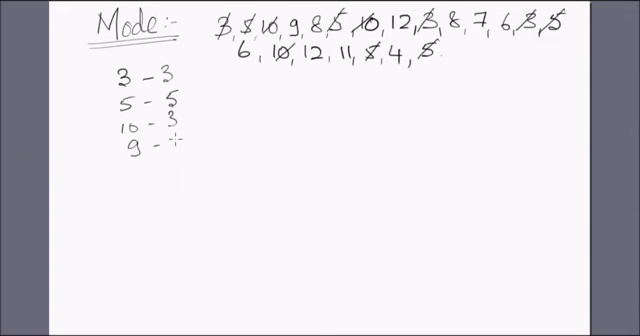 Mode:- 3, 5, 10, 9, 8, 5, 10, 12, 3, 8, 7, 6, 3, 5
6, 10, 12, 11, 5, 4, 5
3 - 3
5 - 5
10 - 3
9 -